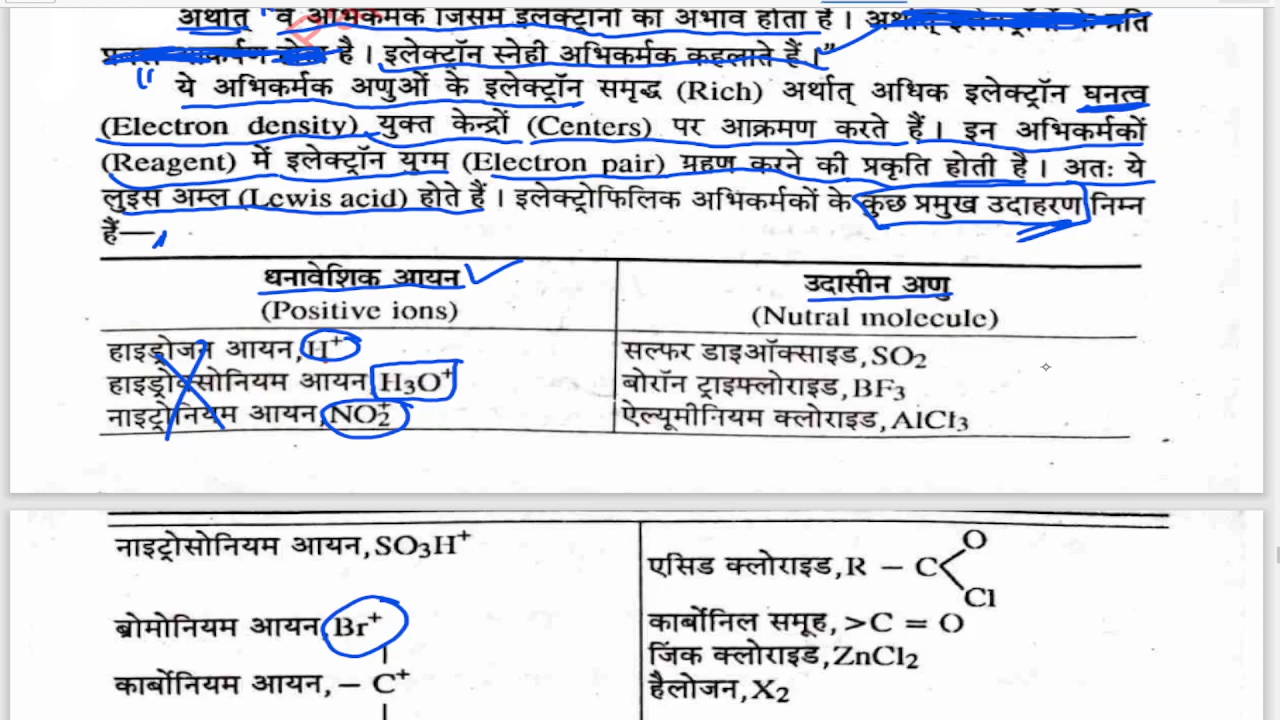 अर्थात् "वे अभिकर्मक जिसमें इलेक्ट्रॉनों का अभाव होता है। अर्थात् इलेक्ट्रॉनों के प्रति
आकर्षण होता है। इलेक्ट्रॉन स्नेही अभिकर्मक कहलाते हैं।"
ये अभिकर्मक अणुओं के इलेक्ट्रॉन समृद्ध (Rich) अर्थात् अधिक इलेक्ट्रॉन घनत्व
(Electron density) युक्त केन्द्रों (Centers) पर आक्रमण करते हैं। इन अभिकर्मकों
(Reagent) में इलेक्ट्रॉन युग्म (Electron pair) ग्रहण करने की प्रकृति होती है। अतः ये
लुइस अम्ल (Lewis acid) होते हैं। इलेक्ट्रोफिलिक अभिकर्मकों के कुछ प्रमुख उदाहरण निम्न
हैं—
धनावेशिक आयन उदासीन अणु
(Positive ions) (Nutral molecule)
हाइड्रोजन आयन, H⁺ सल्फर डाइऑक्साइड, SO₂
हाइड्रोक्सोनियम आयन, H₃O⁺ बोरॉन ट्राइफ्लोराइड, BF₃
नाइट्रोनियम आयन, NO₂⁺ ऐल्यूमीनियम क्लोराइड, AlCl₃
नाइट्रोसोनियम आयन, SO₃H⁺ एसिड क्लोराइड, R – C O Cl
ब्रोमोनियम आयन, Br⁺ कार्बोनिल समूह, >C = O
जिंक क्लोराइड, ZnCl₂
कार्बोनियम आयन, – C⁺ हैलोजन, X₂